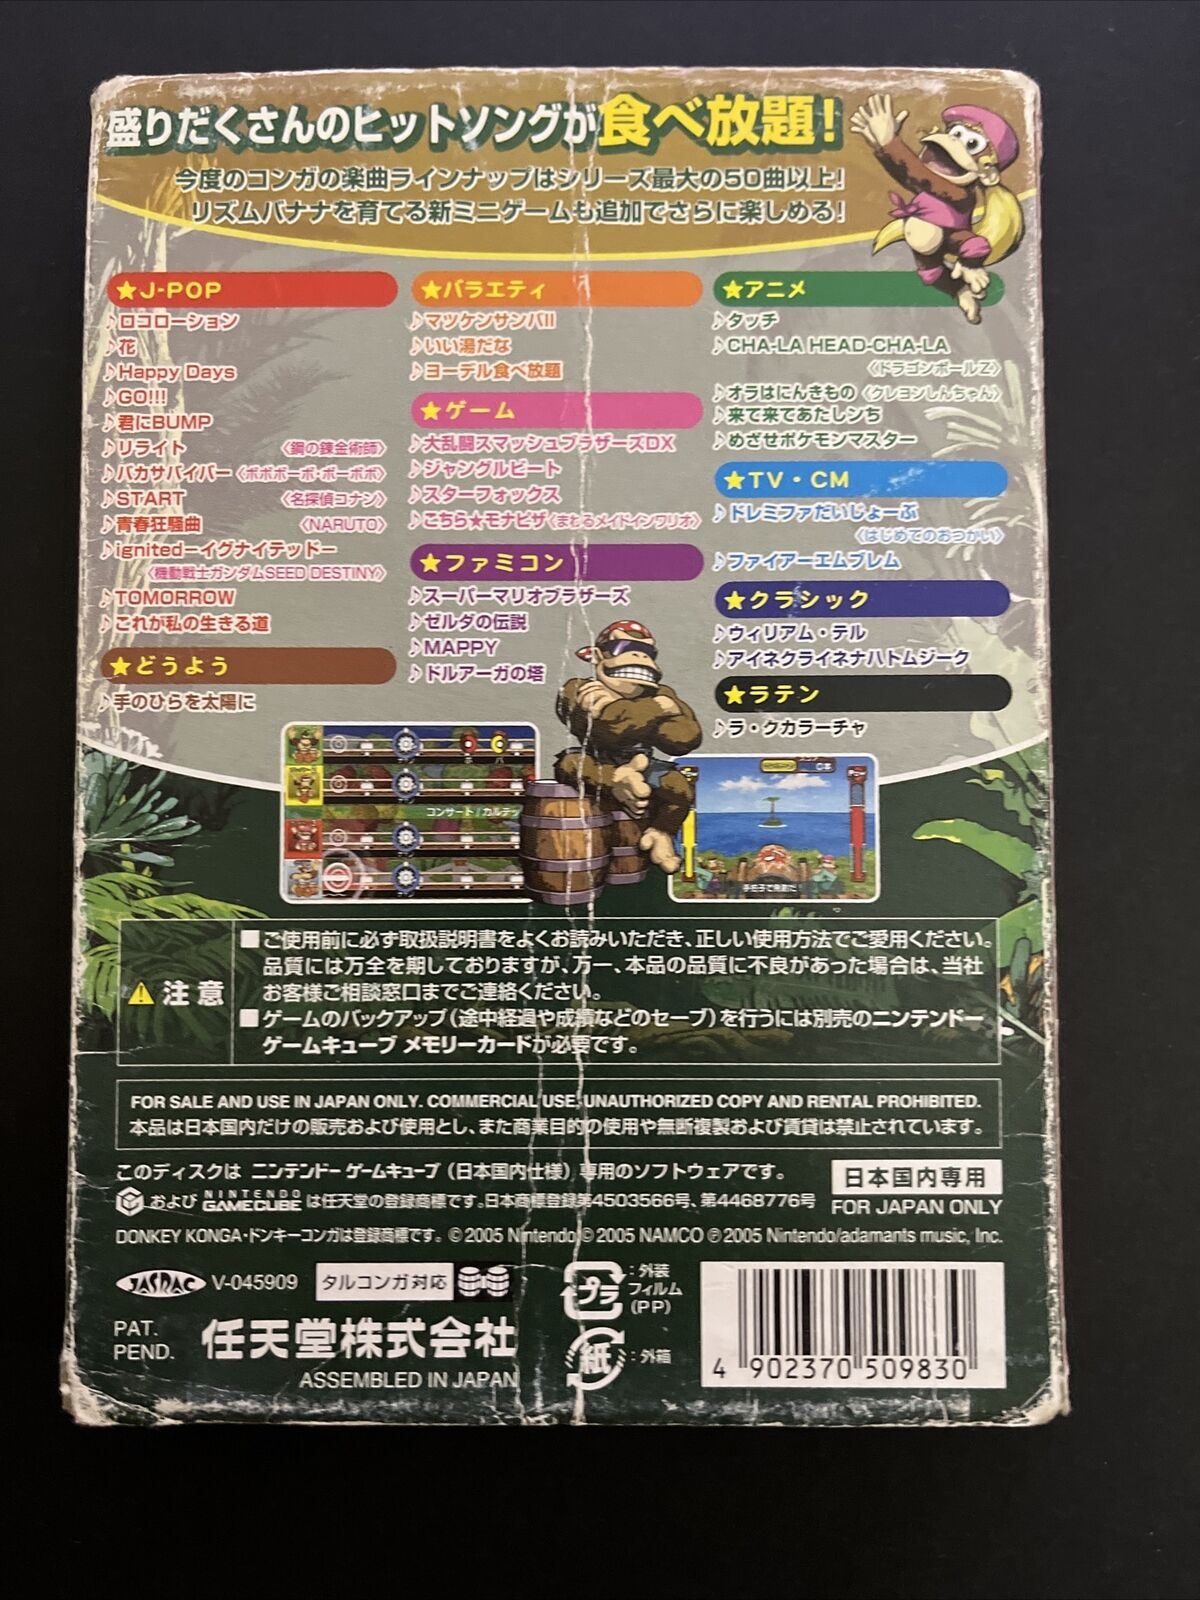 盛りだくさんのヒットソングが食べ放題!
今度のコンガの楽曲ラインナップはシリーズ最大の50曲以上!
リズムバナナを育てる新ミニゲームも追加でさらに楽しめる!
★J-POP
♪ロコローション
♪花
♪Happy Days
♪GO!!!
♪君にBUMP
♪リライト 〈鋼の錬金術師〉
♪バカサバイバー〈ボボボーボ・ボーボボ〉
♪START 〈名探偵コナン〉
♪青春狂騒曲 〈NARUTO〉
♪ignited-イグナイテッド-
〈機動戦士ガンダムSEED DESTINY〉
♪TOMORROW
♪これが私の生きる道
★どうよう
♪手のひらを太陽に
★バラエティ
♪マツケンサンバII
♪いい湯だな
♪ヨーデル食べ放題
★ゲーム
♪大乱闘スマッシュブラザーズDX
♪ジャングルビート
♪スターフォックス
♪こちら★モナピザ〈まわるメイドインワリオ〉
★ファミコン
♪スーパーマリオブラザーズ
♪ゼルダの伝説
♪MAPPY
♪ドルアーガの塔
★アニメ
♪タッチ
♪CHA-LA HEAD-CHA-LA
〈ドラゴンボールZ〉
♪オラはにんきもの〈クレヨンしんちゃん〉
♪来て来てあたしンち
♪めざせポケモンマスター
★TV・CM
♪ドレミファだいじょーぶ
〈はじめてのおつかい〉
♪ファイアーエムブレム
★クラシック
♪ウィリアム・テル
♪アイネクライネナハトムジーク
★ラテン
♪ラ・クカラーチャ
コンサート/カルテッ
0本
手拍子で発射だ!
注意
■ご使用前に必ず取扱説明書をよくお読みいただき、正しい使用方法でご愛用ください。
品質には万全を期しておりますが、万一、本品の品質に不良があった場合は、当社
お客様ご相談窓口までご連絡ください。
■ゲームのバックアップ(途中経過や成績などのセーブ)を行うには別売のニンテンドー
ゲームキューブ メモリーカードが必要です。
FOR SALE AND USE IN JAPAN ONLY. COMMERCIAL USE, UNAUTHORIZED COPY AND RENTAL PROHIBITED.
本品は日本国内だけの販売および使用とし、また商業目的の使用や無断複製および賃貸は禁止されています。
このディスクは ニンテンドー ゲームキューブ (日本国内仕様) 専用のソフトウェアです。
および NINTENDO GAMECUBE は任天堂の登録商標です。日本商標登録第4503566号、第4468776号
日本国内専用
FOR JAPAN ONLY
DONKEY KONGA・ドンキーコンガは登録商標です。 © 2005 Nintendo © 2005 NAMCO ℗ 2005 Nintendo/adamants music, Inc.
JASRAC V-045909 タルコンガ対応
プラ :外装フィルム(PP)
紙 :外箱
PAT. PEND.
任天堂株式会社
ASSEMBLED IN JAPAN
4 902370 509830